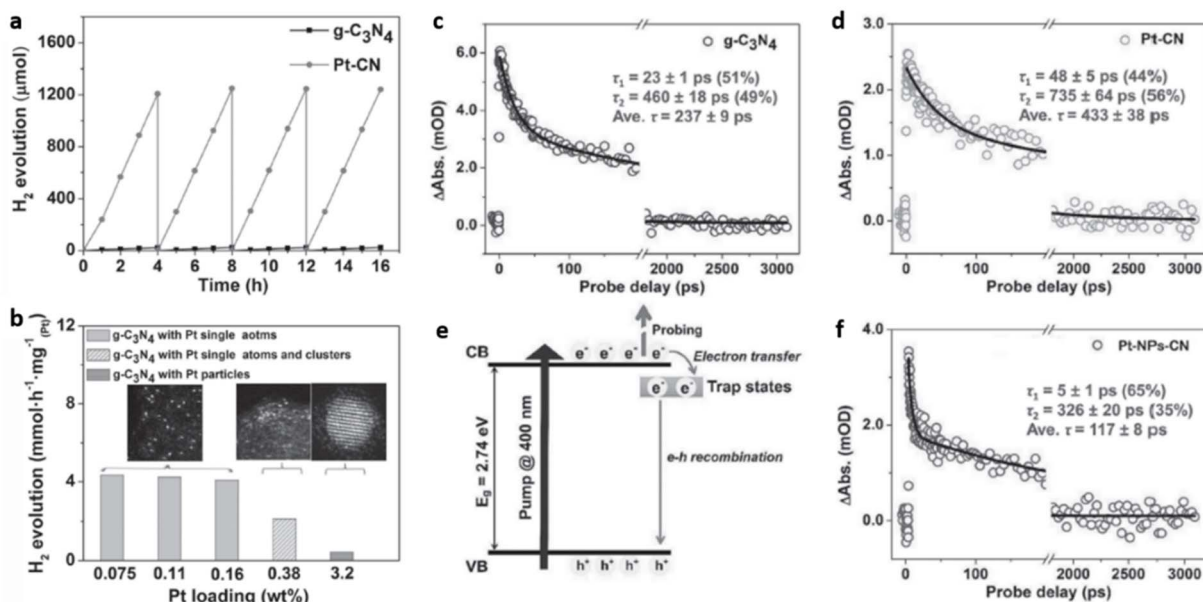 a
g-C₃N₄
Pt-CN
H₂ evolution (μmol)
1600
1200
800
400
0
0 2 4 6 8 10 12 14 16
Time (h)
b
g-C₃N₄ with Pt single aotms
g-C₃N₄ with Pt single atoms and clusters
g-C₃N₄ with Pt particles
H₂ evolution (mmol·h⁻¹·mg⁻¹(Pt))
12
8
4
0
0.075 0.11 0.16 0.38 3.2
Pt loading (wt%)
c
g-C₃N₄
τ₁ = 23 ± 1 ps (51%)
τ₂ = 460 ± 18 ps (49%)
Ave. τ = 237 ± 9 ps
ΔAbs. (mOD)
6.0
4.0
2.0
0.0
0 100 2000 2500 3000
Probe delay (ps)
d
Pt-CN
τ₁ = 48 ± 5 ps (44%)
τ₂ = 735 ± 64 ps (56%)
Ave. τ = 433 ± 38 ps
ΔAbs. (mOD)
3.0
2.0
1.0
0.0
0 100 2000 2500 3000
Probe delay (ps)
e
Probing
CB
e⁻ e⁻ e⁻ e⁻
Electron transfer
e⁻ e⁻
Trap states
E_g = 2.74 eV
Pump @ 400 nm
e-h recombination
VB
h⁺ h⁺ h⁺ h⁺
f
Pt-NPs-CN
τ₁ = 5 ± 1 ps (65%)
τ₂ = 326 ± 20 ps (35%)
Ave. τ = 117 ± 8 ps
ΔAbs. (mOD)
4.0
2.0
0.0
0 100 2000 2500 3000
Probe delay (ps)